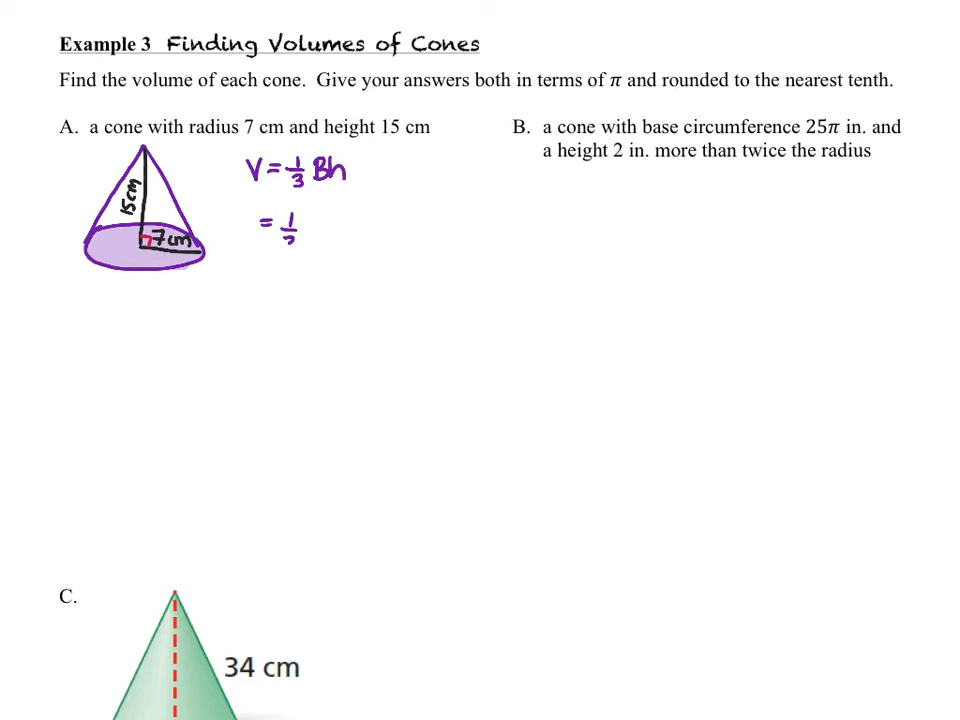 Example 3 Finding Volumes of Cones
Find the volume of each cone. Give your answers both in terms of π and rounded to the nearest tenth.
A. a cone with radius 7 cm and height 15 cm
15cm
7cm
V = 1/3 Bh
= 1/3
B. a cone with base circumference 25π in. and
a height 2 in. more than twice the radius
C.
34 cm